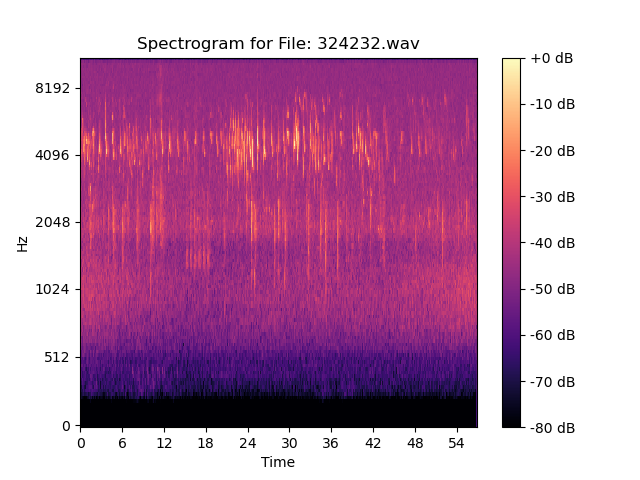 Spectrogram for File: 324232.wav
8192
4096
2048
1024
512
0
Hz
0 6 12 18 24 30 36 42 48 54
Time
+0 dB
-10 dB
-20 dB
-30 dB
-40 dB
-50 dB
-60 dB
-70 dB
-80 dB